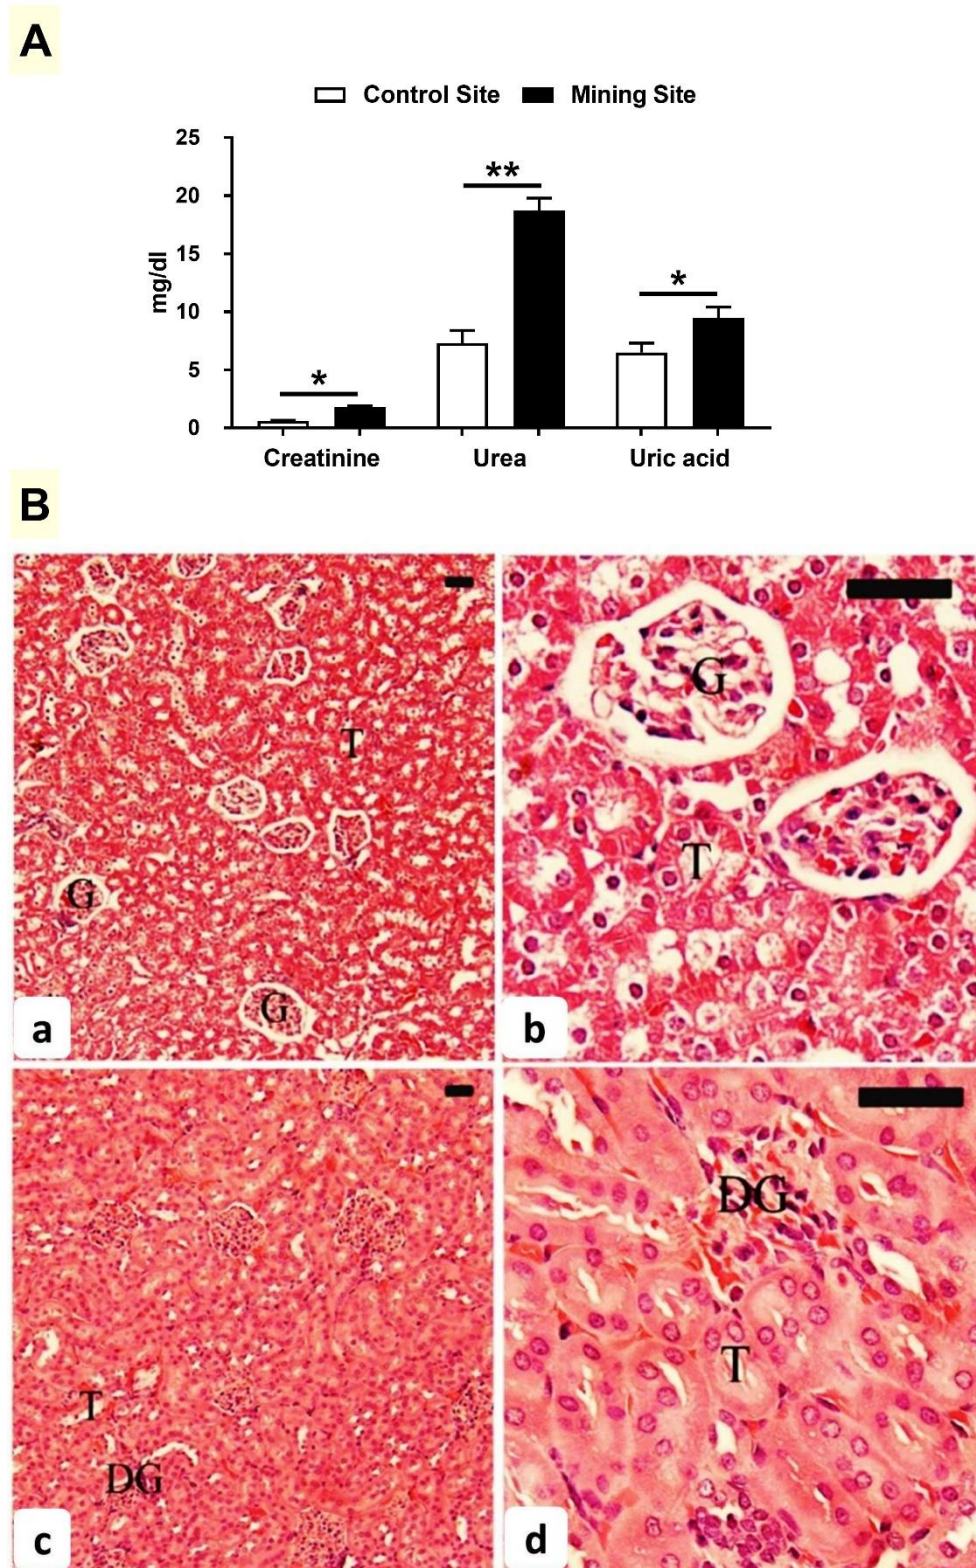 A
Control Site Mining Site
25
20
15
10
5
0
mg/dl
**
*
*
Creatinine Urea Uric acid
B
T
G
G
a
G
T
b
T
DG
c
DG
T
d